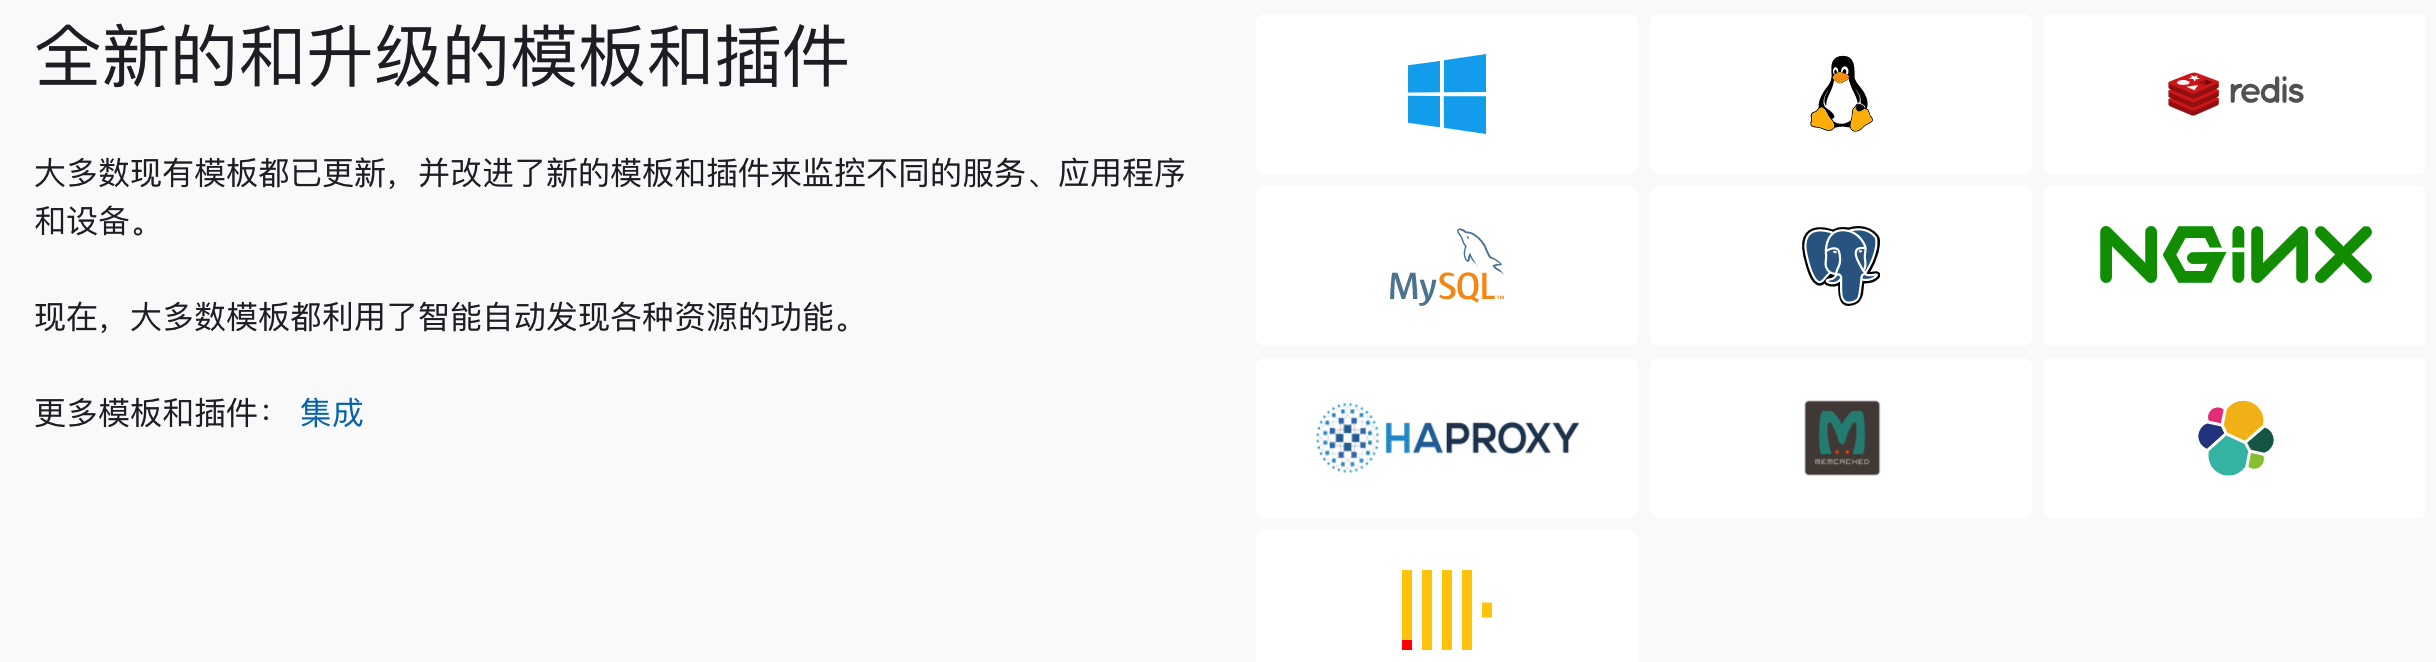 全新的和升级的模板和插件
大多数现有模板都已更新，并改进了新的模板和插件来监控不同的服务、应用程序
和设备。
现在，大多数模板都利用了智能自动发现各种资源的功能。
更多模板和插件： 集成
redis
MySQL™
NGINX
HAPROXY
MEMCACHED